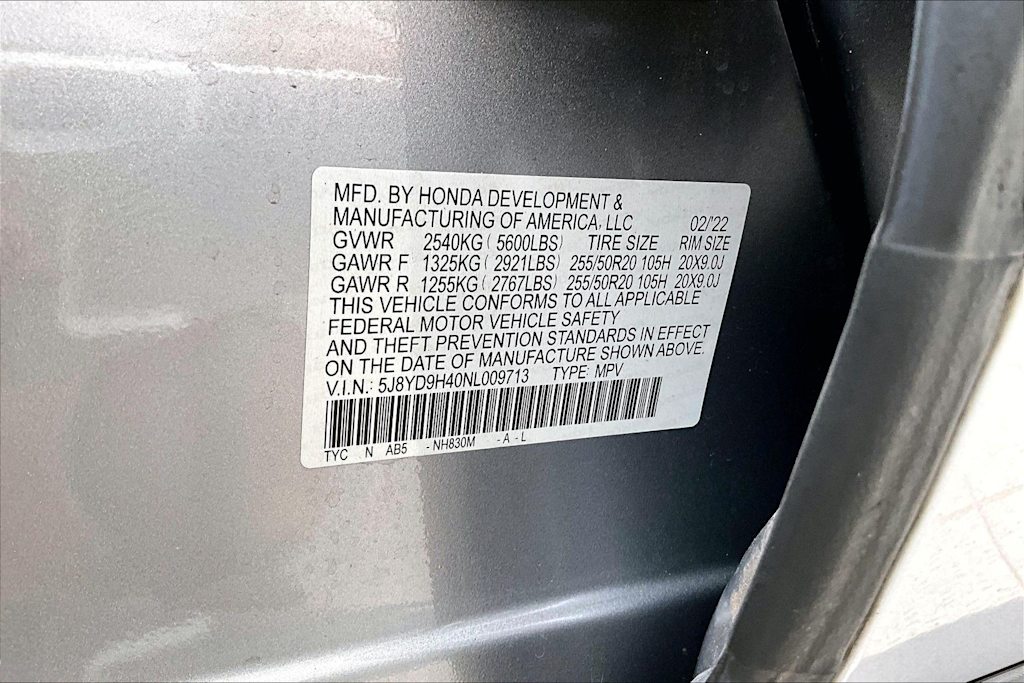 MFD. BY HONDA DEVELOPMENT &
MANUFACTURING OF AMERICA, LLC 02/'22
GVWR 2540KG ( 5600LBS) TIRE SIZE RIM SIZE
GAWR F 1325KG ( 2921LBS) 255/50R20 105H 20X9.0J
GAWR R 1255KG ( 2767LBS) 255/50R20 105H 20X9.0J
THIS VEHICLE CONFORMS TO ALL APPLICABLE
FEDERAL MOTOR VEHICLE SAFETY
AND THEFT PREVENTION STANDARDS IN EFFECT
ON THE DATE OF MANUFACTURE SHOWN ABOVE.
V.I.N.: 5J8YD9H40NL009713 TYPE: MPV
TYC N AB5 - NH830M - A - L